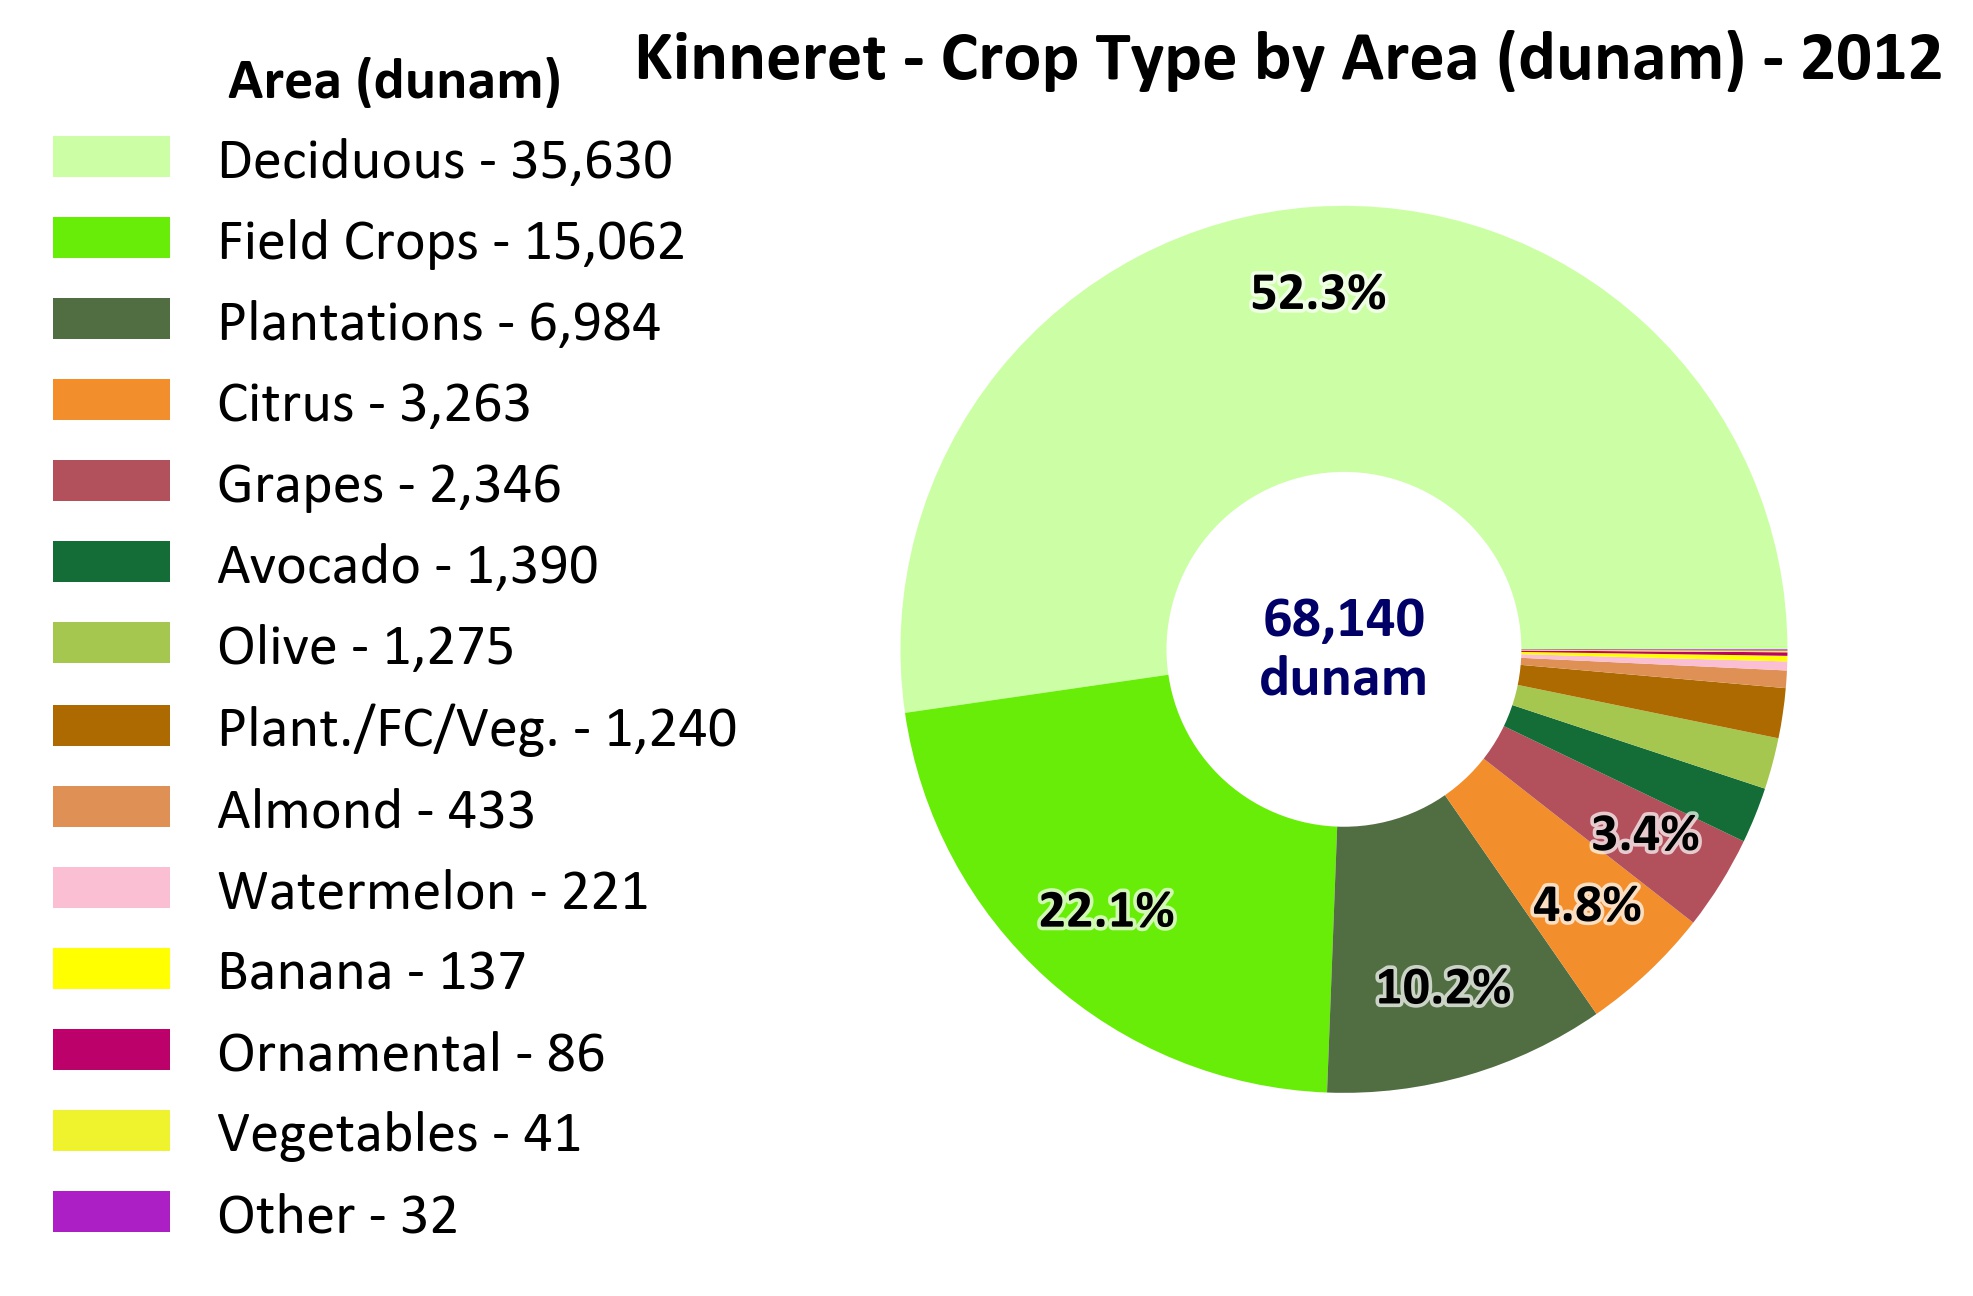 Kinneret - Crop Type by Area (dunam) - 2012
Area (dunam)
Deciduous - 35,630
Field Crops - 15,062
Plantations - 6,984
Citrus - 3,263
Grapes - 2,346
Avocado - 1,390
Olive - 1,275
Plant./FC/Veg. - 1,240
Almond - 433
Watermelon - 221
Banana - 137
Ornamental - 86
Vegetables - 41
Other - 32
52.3%
68,140
dunam
3.4%
4.8%
22.1%
10.2%